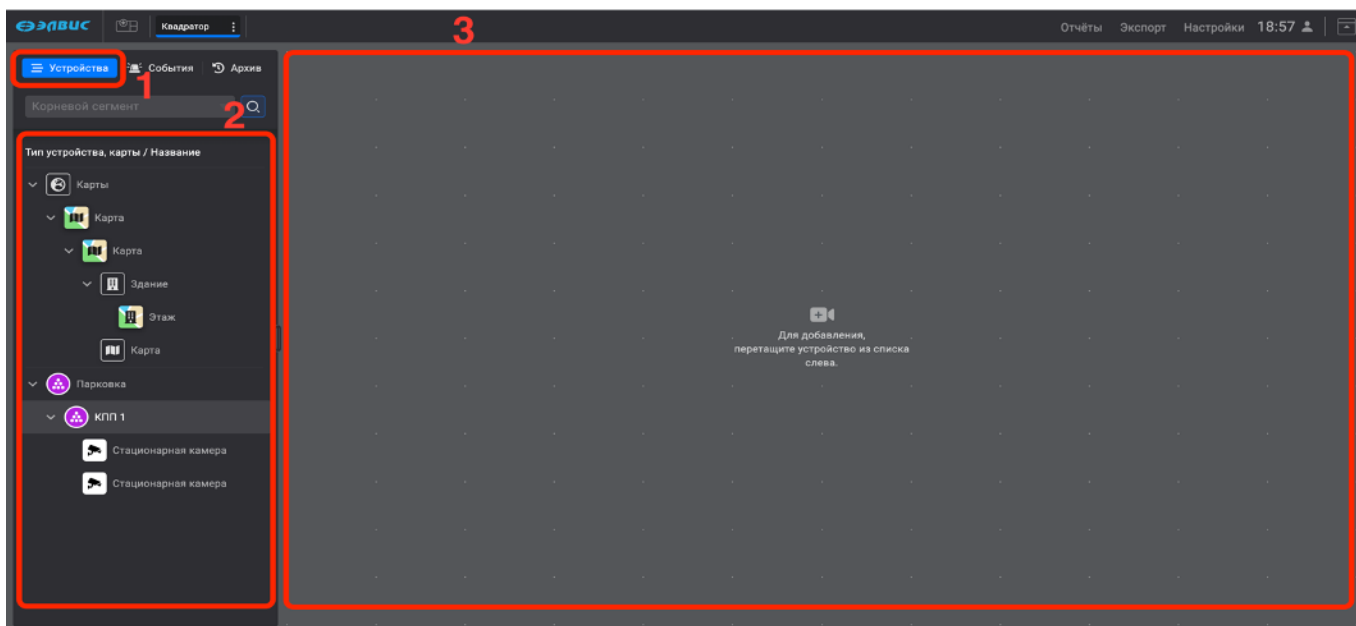 ЭЛВИС Квадратор 3 Отчёты Экспорт Настройки 18:57
Устройства События Архив
1
Корневой сегмент 2
Тип устройства, карты / Название
Карты
Карта
Карта
Здание
Этаж
Карта
Парковка
КПП 1
Стационарная камера
Стационарная камера
Для добавления,
перетащите устройство из списка
слева.